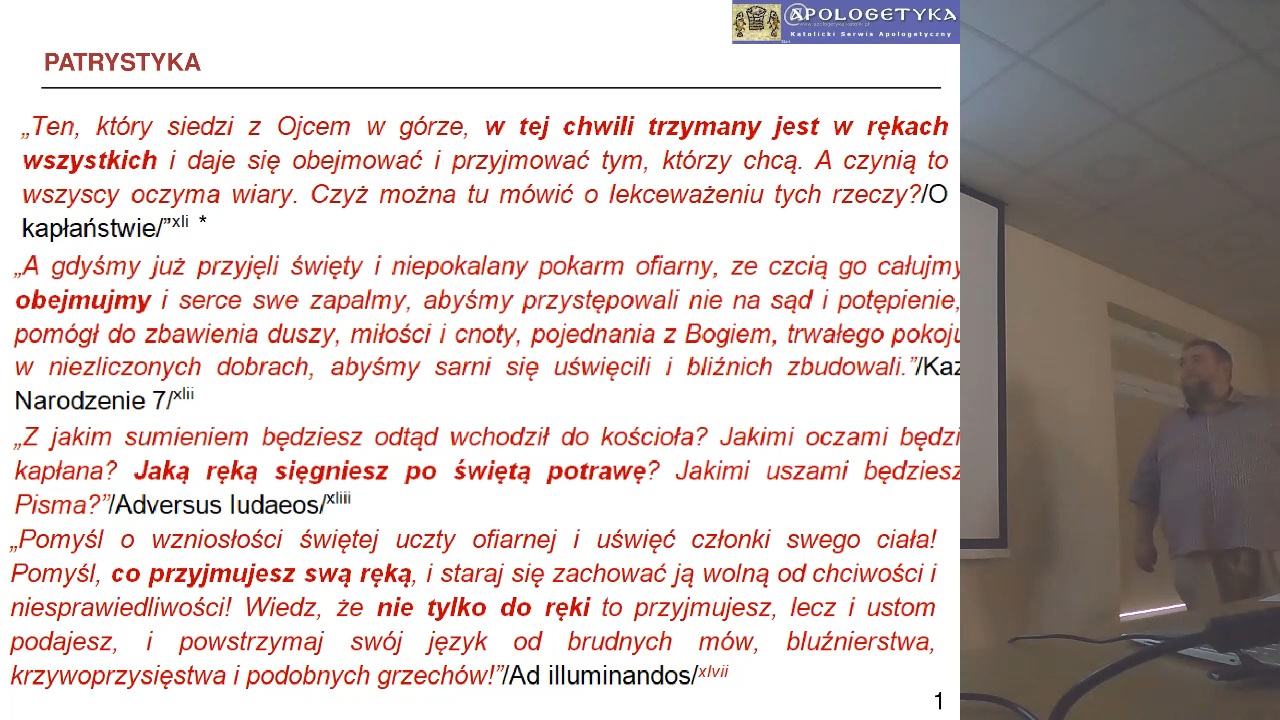 @APOLOGETYKA
www.apologetyka.katolik.pl
Katolicki Serwis Apologetyczny
PATRYSTYKA
„Ten, który siedzi z Ojcem w górze, w tej chwili trzymany jest w rękach
wszystkich i daje się obejmować i przyjmować tym, którzy chcą. A czynią to
wszyscy oczyma wiary. Czyż można tu mówić o lekceważeniu tych rzeczy?/O
kapłaństwie/”xli *
„A gdyśmy już przyjęli święty i niepokalany pokarm ofiarny, ze czcią go całujmy
obejmujmy i serce swe zapalmy, abyśmy przystępowali nie na sąd i potępienie,
pomógł do zbawienia duszy, miłości i cnoty, pojednania z Bogiem, trwałego pokoju
w niezliczonych dobrach, abyśmy sarni się uświęcili i bliźnich zbudowali.”/Kaz
Narodzenie 7/xlii
„Z jakim sumieniem będziesz odtąd wchodził do kościoła? Jakimi oczami będzi
kapłana? Jaką ręką sięgniesz po świętą potrawę? Jakimi uszami będziesz
Pisma?”/Adversus Iudaeos/xliii
„Pomyśl o wzniosłości świętej uczty ofiarnej i uświęć członki swego ciała!
Pomyśl, co przyjmujesz swą ręką, i staraj się zachować ją wolną od chciwości i
niesprawiedliwości! Wiedz, że nie tylko do ręki to przyjmujesz, lecz i ustom
podajesz, i powstrzymaj swój język od brudnych mów, bluźnierstwa,
krzywoprzysięstwa i podobnych grzechów!”/Ad illuminandos/xlvii
1